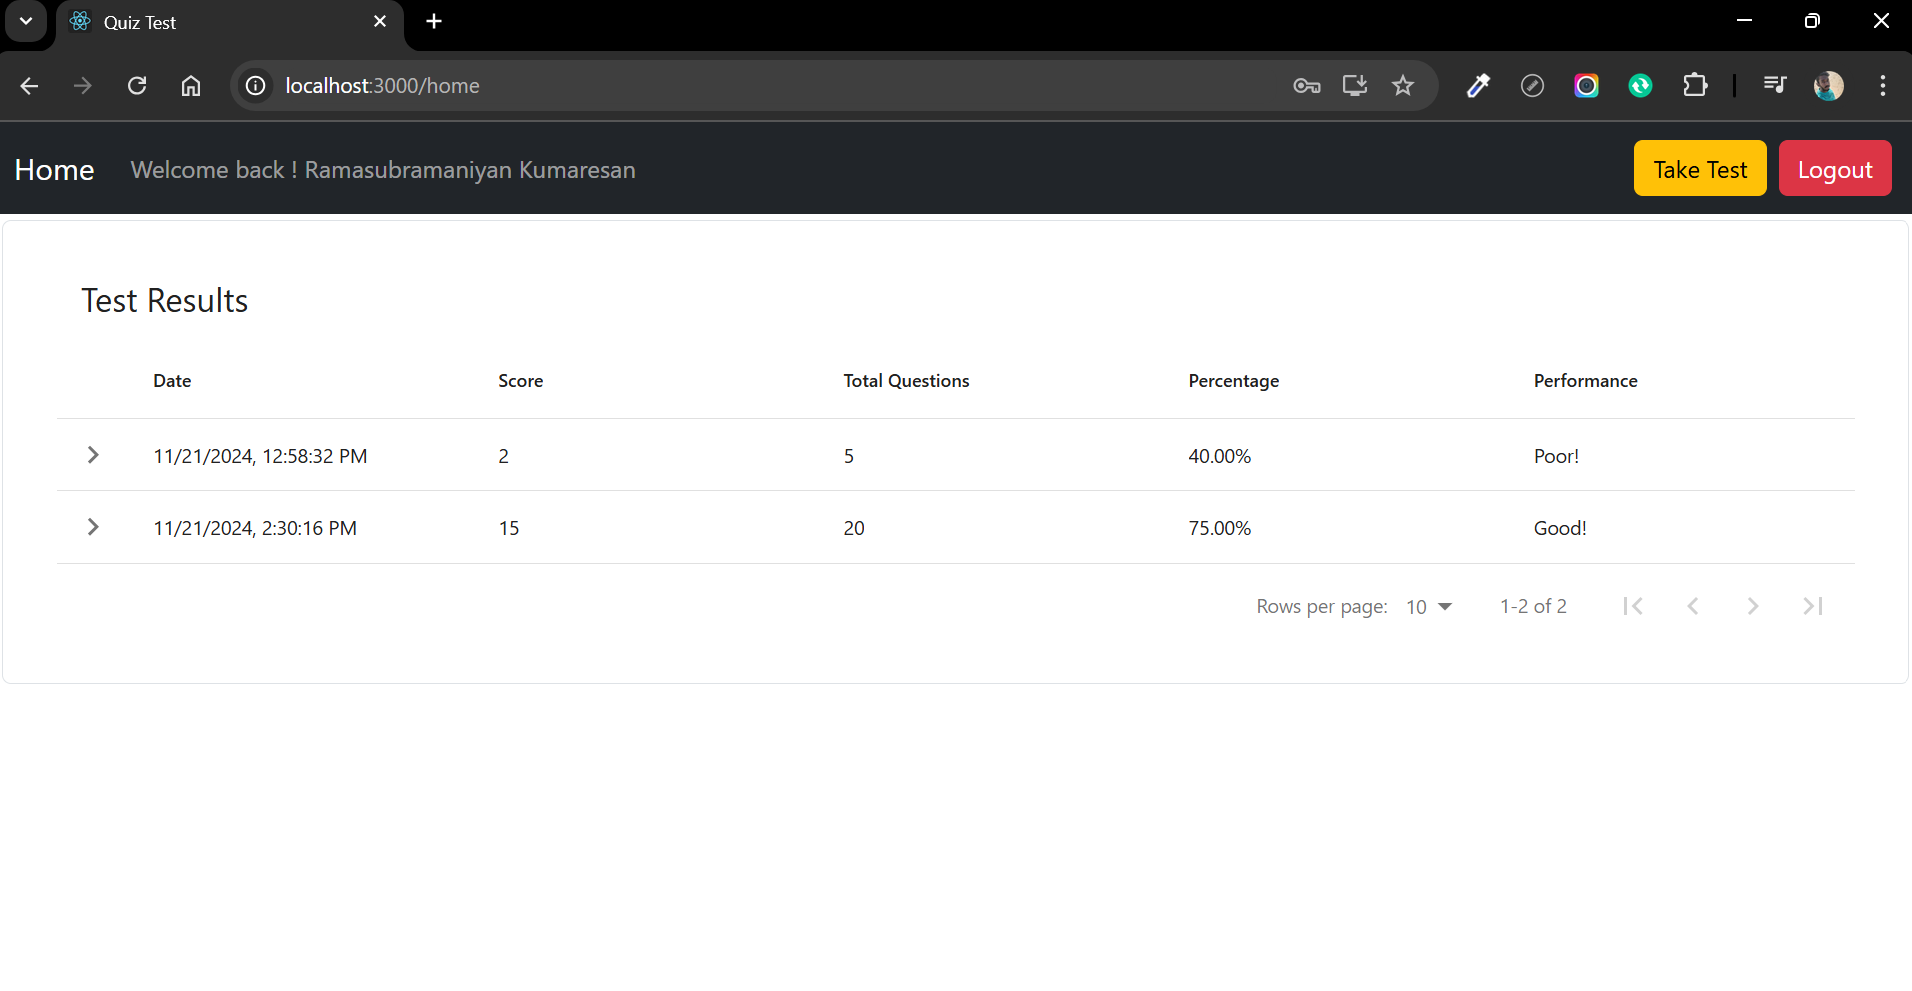 Quiz Test
localhost:3000/home
Home Welcome back ! Ramasubramaniyan Kumaresan Take Test Logout
Test Results
Date Score Total Questions Percentage Performance
11/21/2024, 12:58:32 PM 2 5 40.00% Poor!
11/21/2024, 2:30:16 PM 15 20 75.00% Good!
Rows per page: 10 1-2 of 2